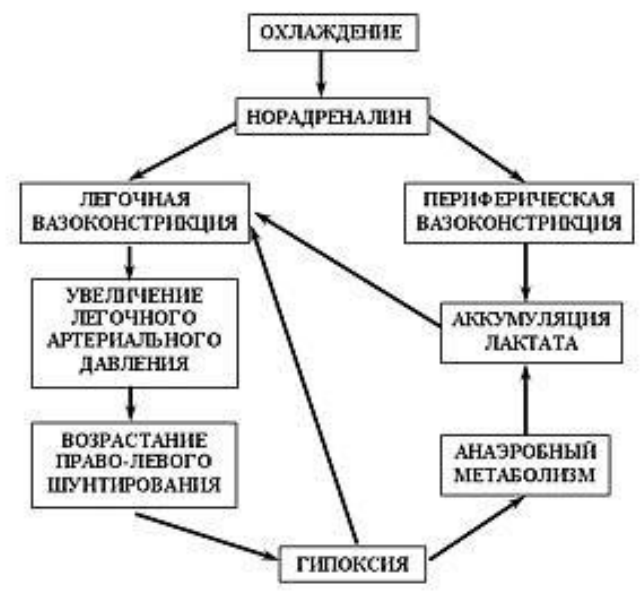 ОХЛАЖДЕНИЕ
НОРАДРЕНАЛИН
ЛЕГОЧНАЯ
ВАЗОКОНСТРИКЦИЯ
ПЕРИФЕРИЧЕСКАЯ
ВАЗОКОНСТРИКЦИЯ
УВЕЛИЧЕНИЕ
ЛЕГОЧНОГО
АРТЕРИАЛЬНОГО
ДАВЛЕНИЯ
АККУМУЛЯЦИЯ
ЛАКТАТА
ВОЗРАСТАНИЕ
ПРАВО-ЛЕВОГО
ШУНТИРОВАНИЯ
АНАЭРОБНЫЙ
МЕТАБОЛИЗМ
ГИПОКСИЯ